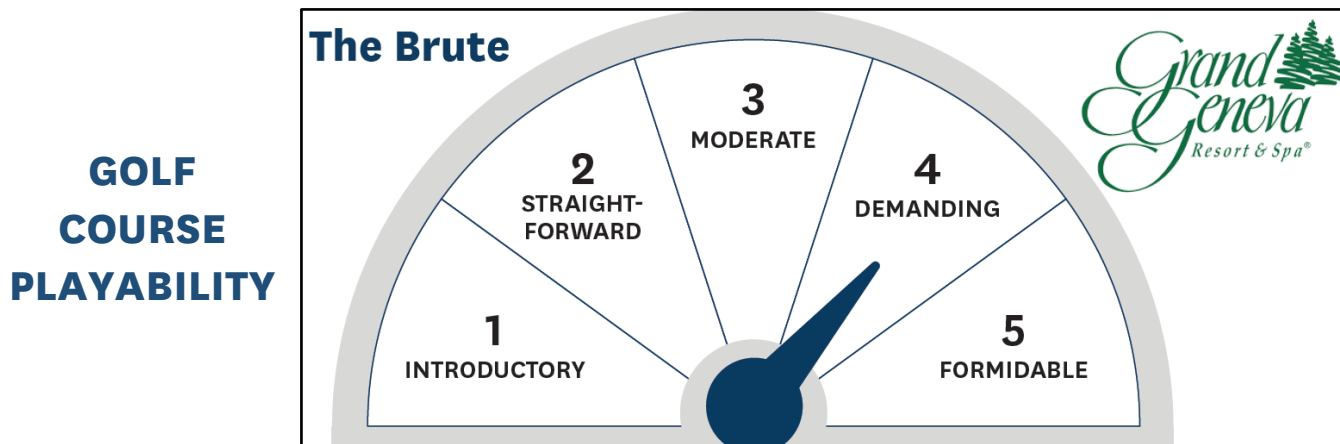 GOLF
COURSE
PLAYABILITY
The Brute
1
INTRODUCTORY
2
STRAIGHT-
FORWARD
3
MODERATE
4
DEMANDING
5
FORMIDABLE
Grand
Geneva
Resort & Spa®